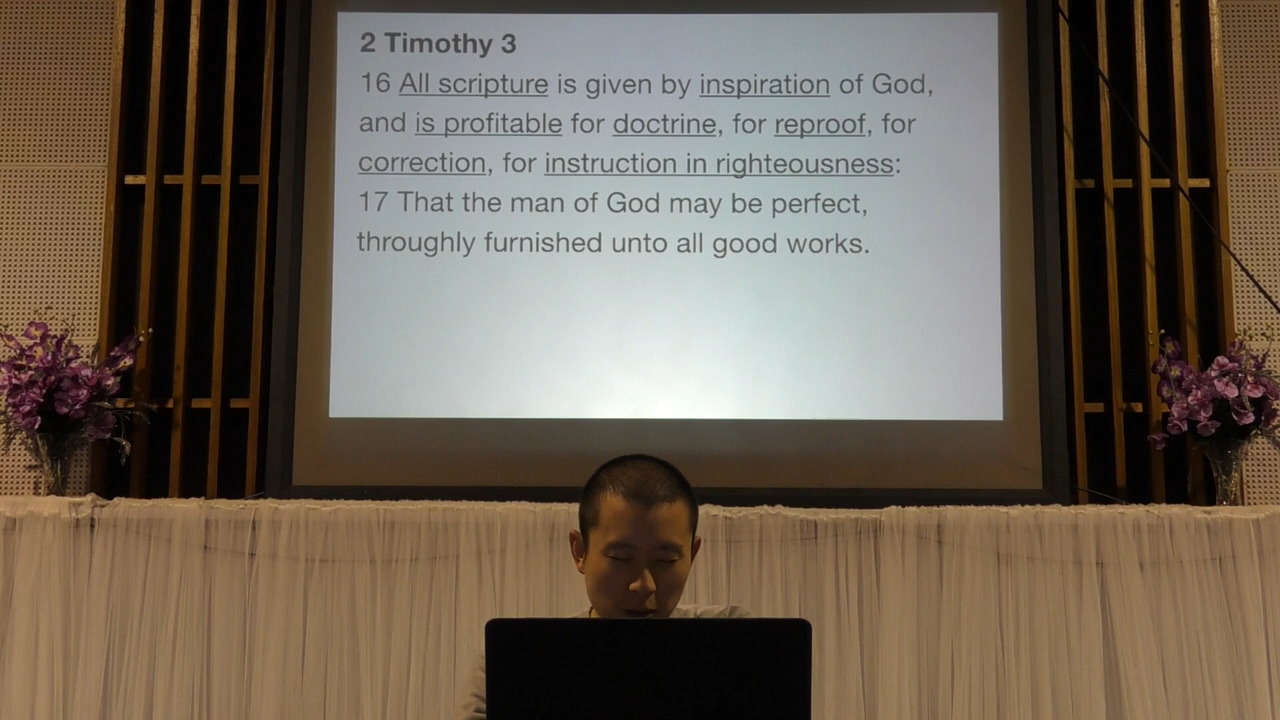 2 Timothy 3
16 All scripture is given by inspiration of God,
and is profitable for doctrine, for reproof, for
correction, for instruction in righteousness:
17 That the man of God may be perfect,
throughly furnished unto all good works.